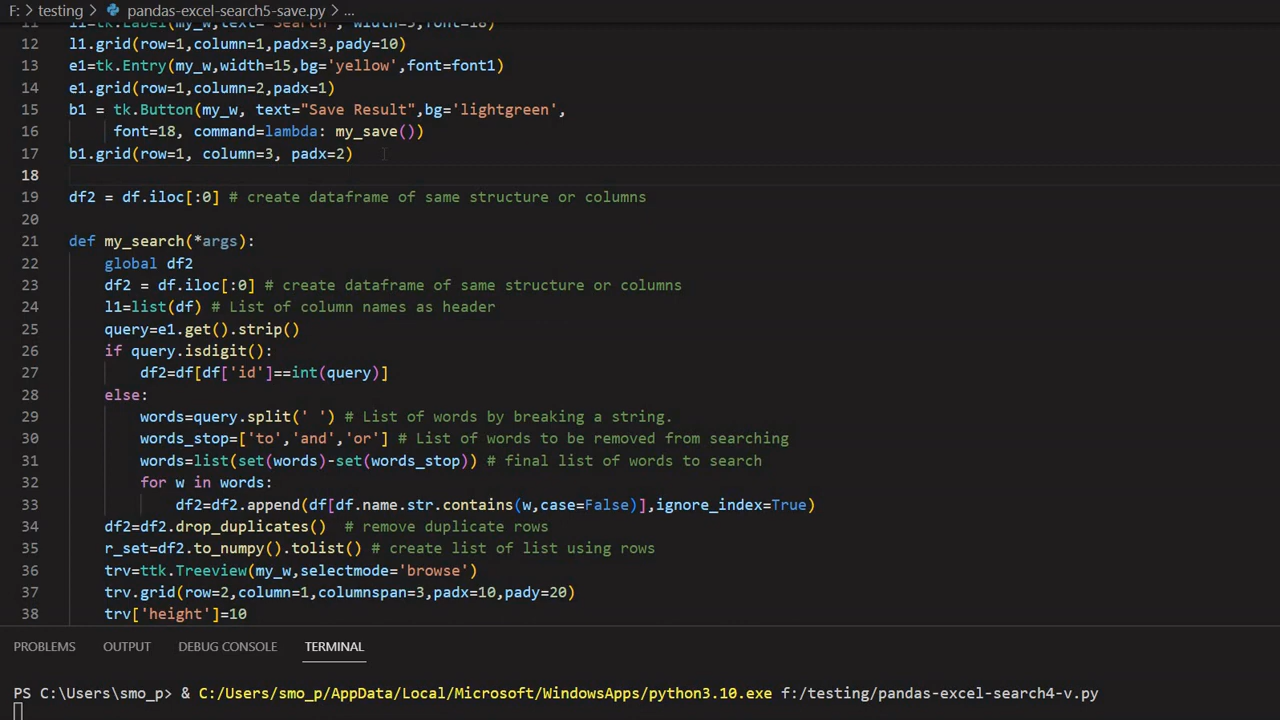 F: > testing > pandas-excel-search5-save.py > ...
11 l1=tk.Label(my_w,text='Search', width=5,font=18)
12 l1.grid(row=1,column=1,padx=3,pady=10)
13 e1=tk.Entry(my_w,width=15,bg='yellow',font=font1)
14 e1.grid(row=1,column=2,padx=1)
15 b1 = tk.Button(my_w, text="Save Result",bg='lightgreen',
16 font=18, command=lambda: my_save())
17 b1.grid(row=1, column=3, padx=2)
18
19 df2 = df.iloc[:0] # create dataframe of same structure or columns
20
21 def my_search(*args):
22 global df2
23 df2 = df.iloc[:0] # create dataframe of same structure or columns
24 l1=list(df) # List of column names as header
25 query=e1.get().strip()
26 if query.isdigit():
27 df2=df[df['id']==int(query)]
28 else:
29 words=query.split(' ') # List of words by breaking a string.
30 words_stop=['to','and','or'] # List of words to be removed from searching
31 words=list(set(words)-set(words_stop)) # final list of words to search
32 for w in words:
33 df2=df2.append(df[df.name.str.contains(w,case=False)],ignore_index=True)
34 df2=df2.drop_duplicates() # remove duplicate rows
35 r_set=df2.to_numpy().tolist() # create list of list using rows
36 trv=ttk.Treeview(my_w,selectmode='browse')
37 trv.grid(row=2,column=1,columnspan=3,padx=10,pady=20)
38 trv['height']=10
PROBLEMS OUTPUT DEBUG CONSOLE TERMINAL
PS C:\Users\smo_p> & C:/Users/smo_p/AppData/Local/Microsoft/WindowsApps/python3.10.exe f:/testing/pandas-excel-search4-v.py